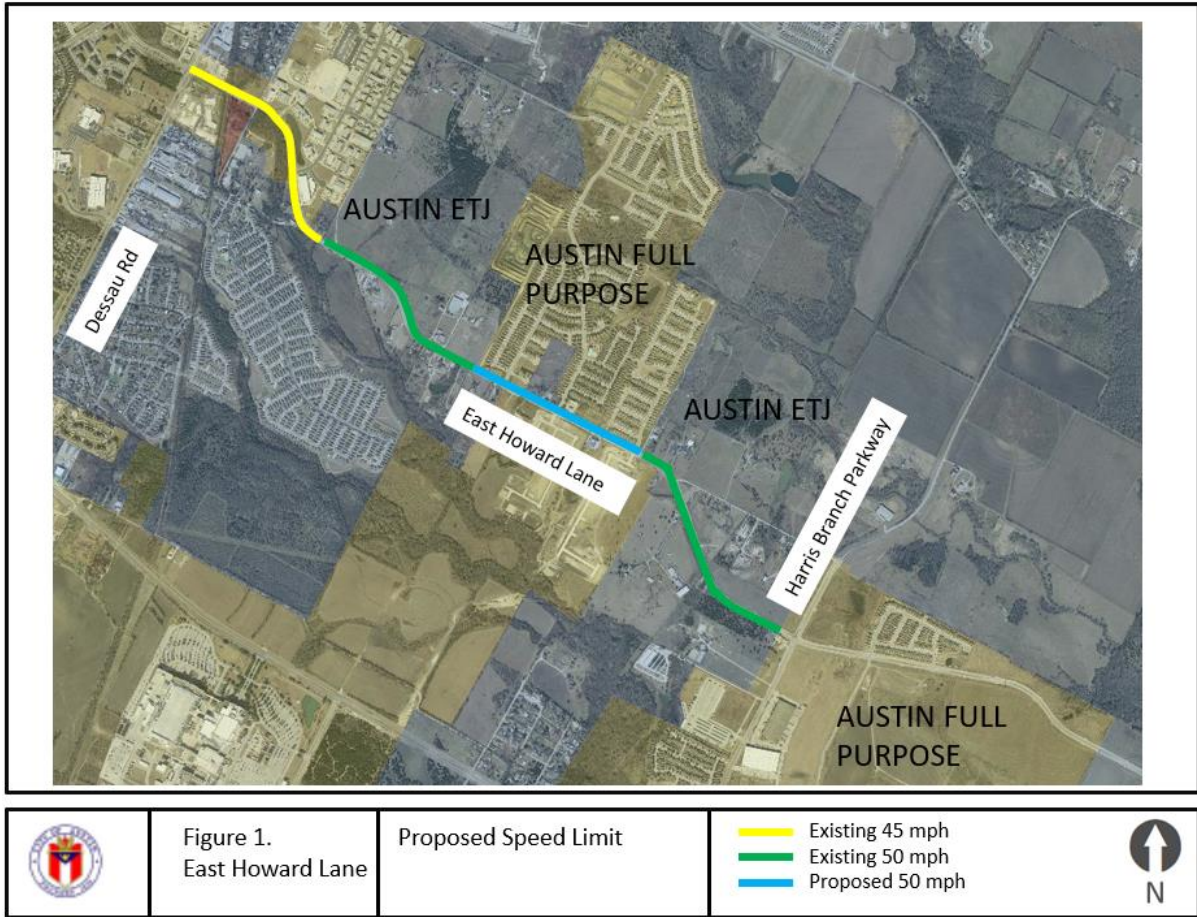 AUSTIN ETJ
AUSTIN FULL
PURPOSE
Dessau Rd
East Howard Lane
AUSTIN ETJ
Harris Branch Parkway
AUSTIN FULL
PURPOSE
Figure 1.
East Howard Lane
Proposed Speed Limit
Existing 45 mph
Existing 50 mph
Proposed 50 mph
N